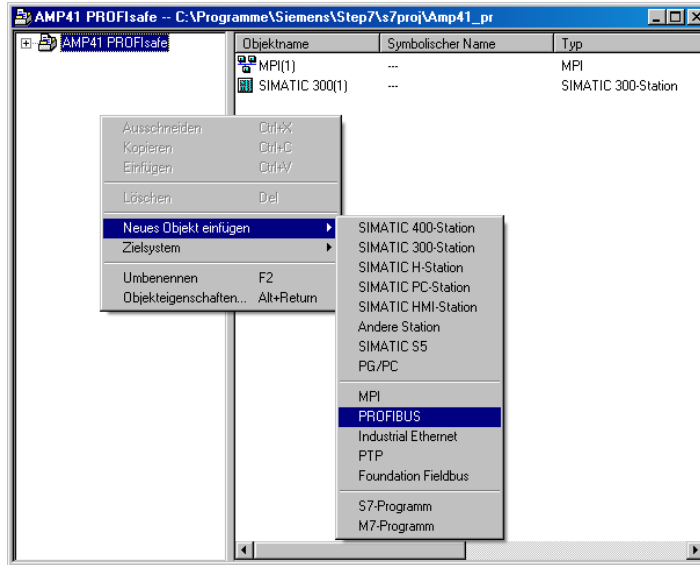 AMP41 PROFIsafe -- C:\Programme\Siemens\Step7\s7proj\Amp41_pr
AMP41 PROFIsafe
Objektname Symbolischer Name Typ
MPI(1) --- MPI
SIMATIC 300(1) --- SIMATIC 300-Station
Ausschneiden Ctrl+X
Kopieren Ctrl+C
Einfügen Ctrl+V
Löschen Del
Neues Objekt einfügen
Zielsystem
Umbenennen F2
Objekteigenschaften... Alt+Return
SIMATIC 400-Station
SIMATIC 300-Station
SIMATIC H-Station
SIMATIC PC-Station
SIMATIC HMI-Station
Andere Station
SIMATIC S5
PG/PC
MPI
PROFIBUS
Industrial Ethernet
PTP
Foundation Fieldbus
S7-Programm
M7-Programm